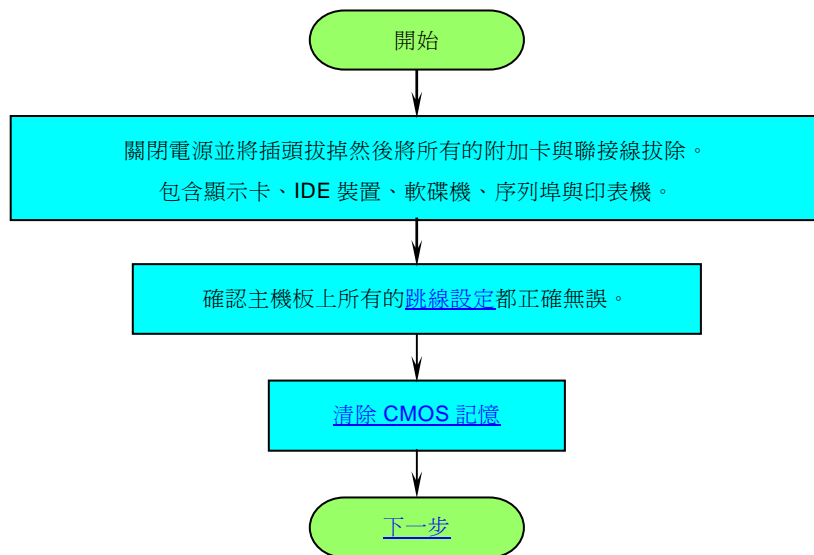 開始
關閉電源並將插頭拔掉然後將所有的附加卡與聯接線拔除。
包含顯示卡、IDE 裝置、軟碟機、序列埠與印表機。
確認主機板上所有的跳線設定都正確無誤。
清除 CMOS 記憶
下一步